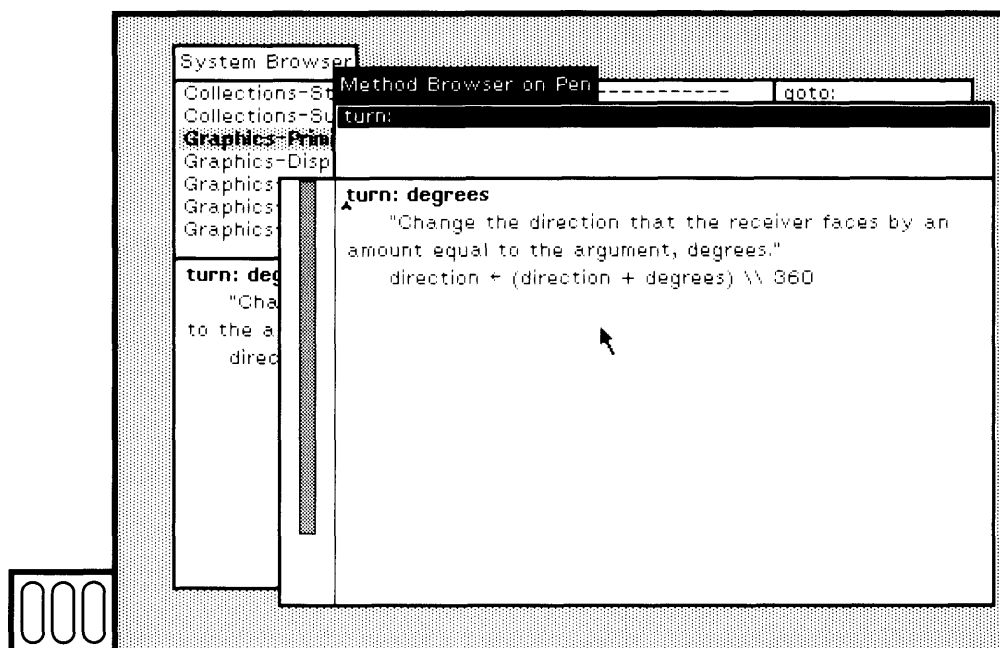 System Browser
Collections-St
Collections-Su
Graphics-Prim
Graphics-Disp
Graphics-
Graphics-
Graphics-
turn: deg
"Cha
to the a
direc
Method Browser on Pen
-----------
goto:
turn:
turn: degrees
"Change the direction that the receiver faces by an
amount equal to the argument, degrees."
direction ← (direction + degrees) \\ 360